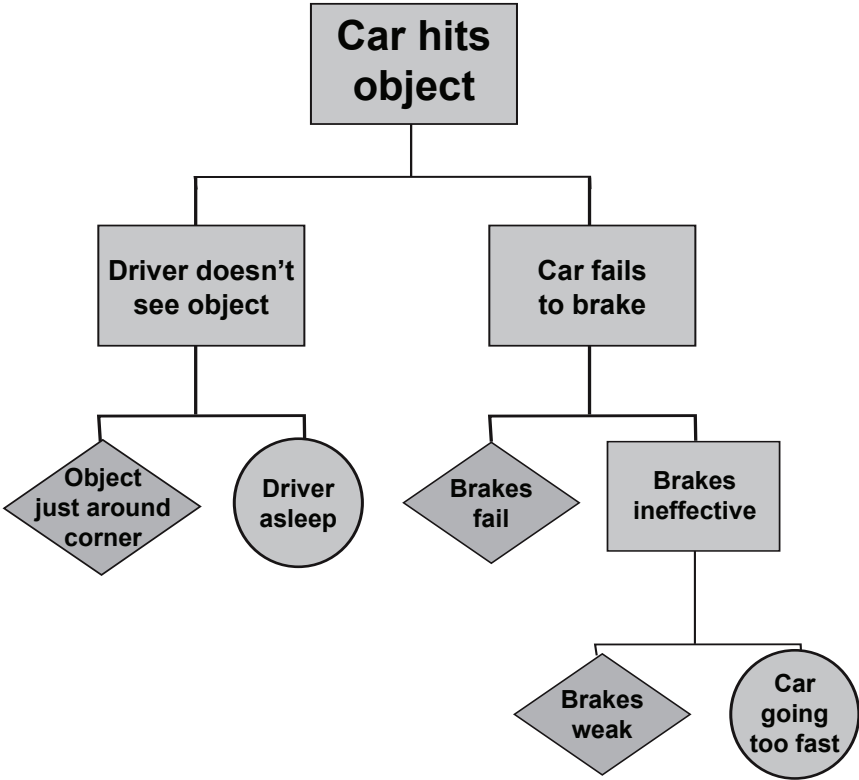 Car hits
object
Driver doesn’t
see object
Car fails
to brake
Object
just around
corner
Driver
asleep
Brakes
fail
Brakes
ineffective
Brakes
weak
Car
going
too fast